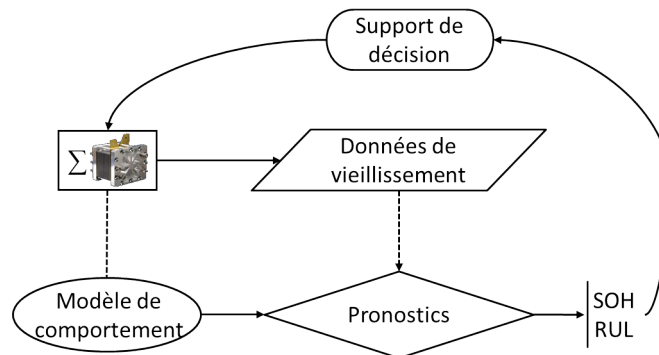 Support de
décision
∑
Données de
vieillissement
Modèle de
comportement
Pronostics
SOH
RUL